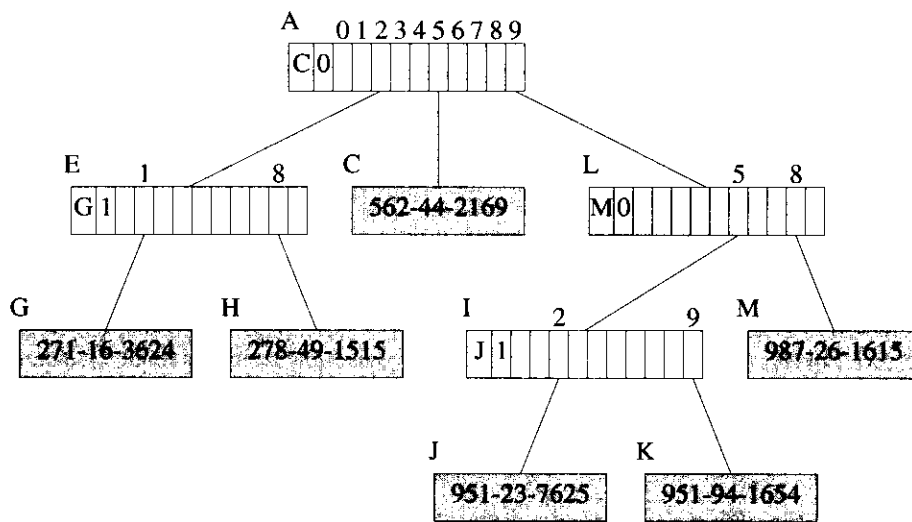 A 0 1 2 3 4 5 6 7 8 9
C 0
E 1 8
C
L 5 8
G 1
562-44-2169
M 0
G
H
I 2 9
M
271-16-3624
278-49-1515
J 1
987-26-1615
J
K
951-23-7625
951-94-1654